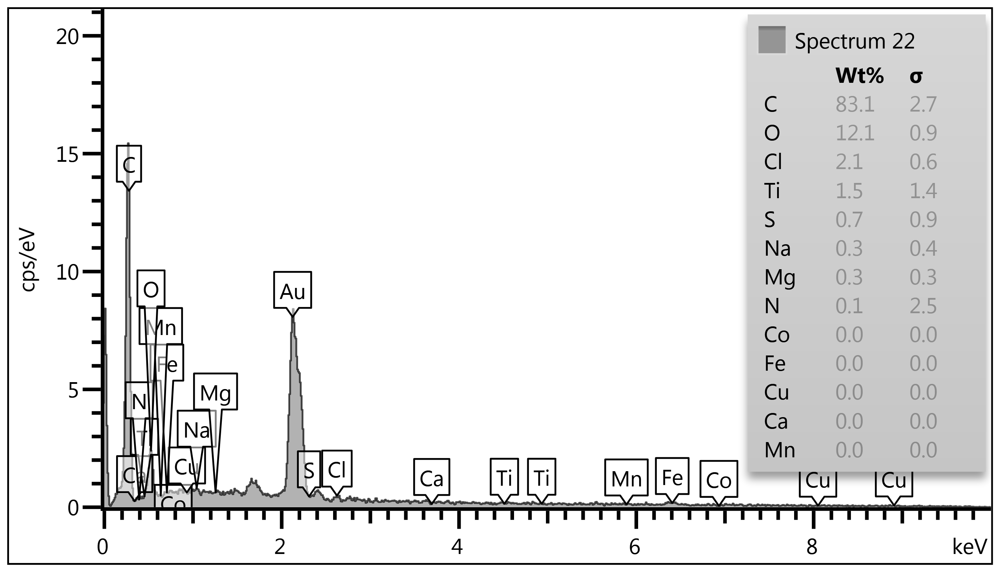 Spectrum 22
Wt% σ
C 83.1 2.7
O 12.1 0.9
Cl 2.1 0.6
Ti 1.5 1.4
S 0.7 0.9
Na 0.3 0.4
Mg 0.3 0.3
N 0.1 2.5
Co 0.0 0.0
Fe 0.0 0.0
Cu 0.0 0.0
Ca 0.0 0.0
Mn 0.0 0.0
cps/eV
20
15
10
5
0
C
O
Mn
Fe
N
Mg
Na
Cu
C
Co
Au
S
Cl
Ca
Ti
Ti
Mn
Fe
Co
Cu
Cu
0 2 4 6 8 keV